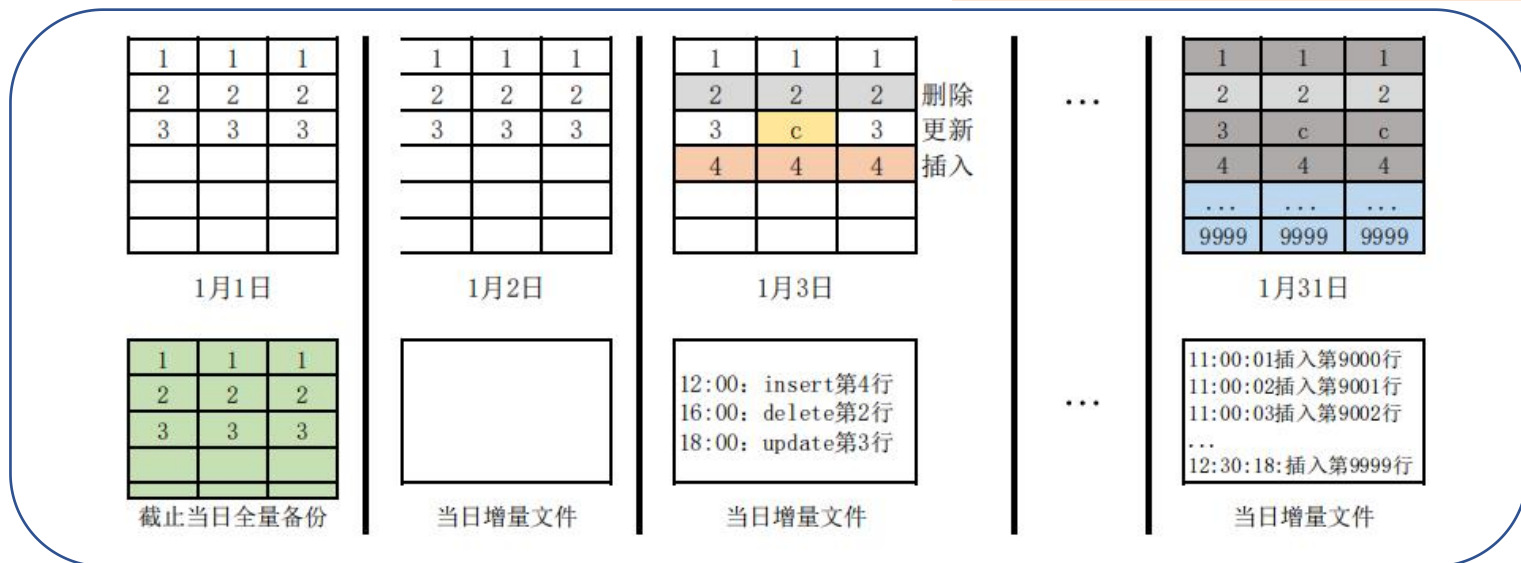 1 1 1
2 2 2
3 3 3
1月1日
1 1 1
2 2 2
3 3 3
1月2日
1 1 1
2 2 2 删除
3 c 3 更新
4 4 4 插入
1月3日
...
1 1 1
2 2 2
3 c c
4 4 4
... ... ...
9999 9999 9999
1月31日
1 1 1
2 2 2
3 3 3
截止当日全量备份
当日增量文件
12:00: insert第4行
16:00: delete第2行
18:00: update第3行
当日增量文件
...
11:00:01插入第9000行
11:00:02插入第9001行
11:00:03插入第9002行
...
12:30:18:插入第9999行
当日增量文件